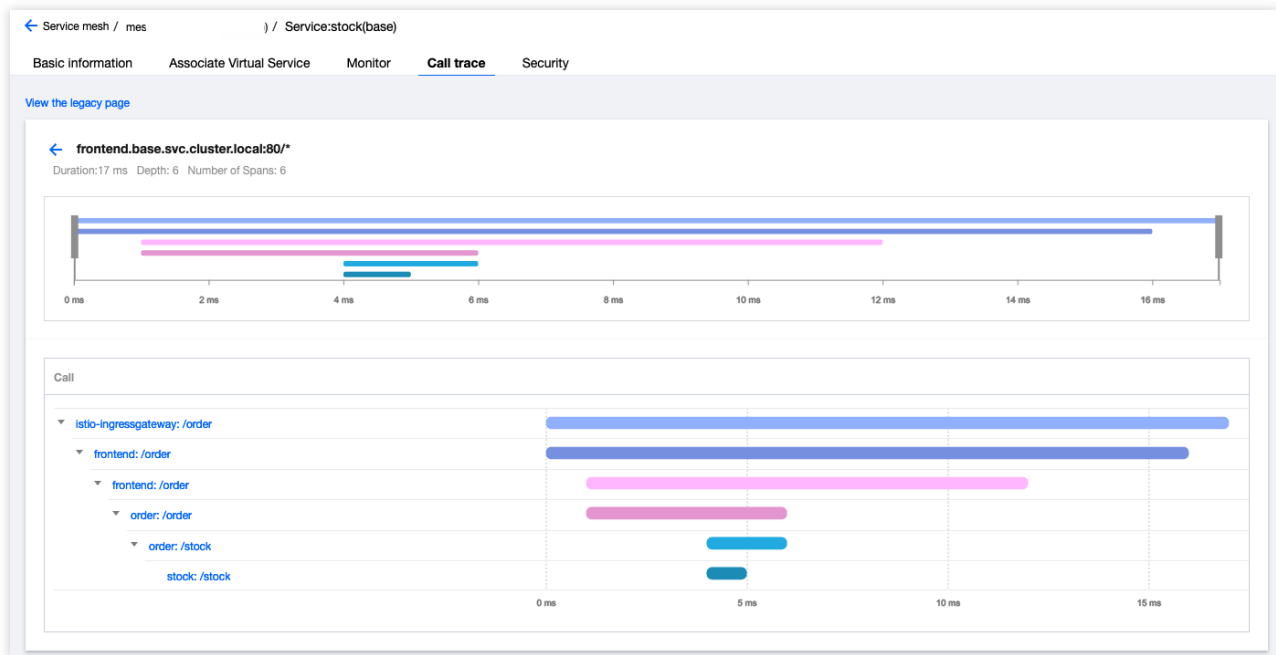 Service mesh / mes ) / Service:stock(base)
Basic information Associate Virtual Service Monitor Call trace Security
View the legacy page
frontend.base.svc.cluster.local:80/*
Duration:17 ms Depth: 6 Number of Spans: 6
0 ms 2 ms 4 ms 6 ms 8 ms 10 ms 12 ms 14 ms 16 ms
Call
istio-ingressgateway: /order
frontend: /order
frontend: /order
order: /order
order: /stock
stock: /stock
0 ms 5 ms 10 ms 15 ms